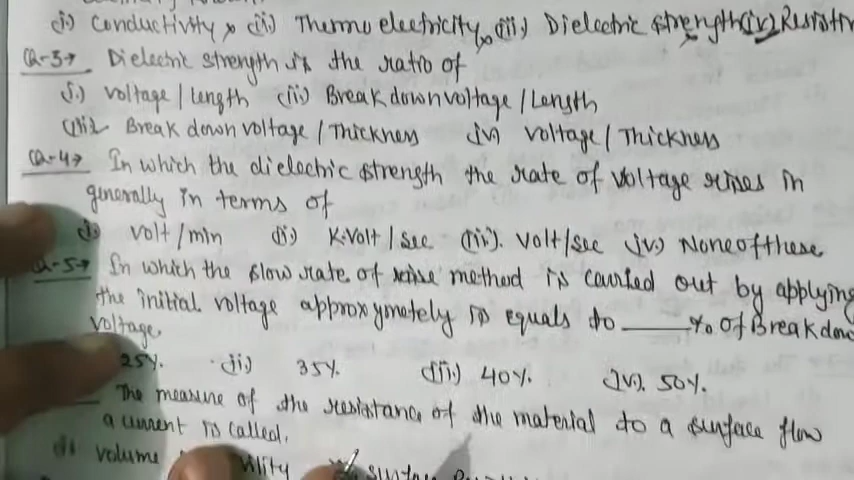 (i) Conductivity (ii) Thermo electricity (iii) Dielectric strength (iv)
Q-3→ Dielectric strength is the ratio of
(i) voltage/length (ii) Break down voltage/Length
(iii) Break down voltage/Thickness (iv) voltage/Thickness
Q-4→ In which the dielectric strength the rate of voltage rises in
generally in terms of
(i) volt/min (ii) K.Volt/sec (iii). Volt/sec (iv.) None of these
Q-5→ In which the slow rate of rise method is carried out by applying
the initial voltage approxymetely is equals to ____% of Break down
voltage.
25%. (ii) 35%. (iii) 40%. (iv). 50%.
The measure of the resistance of the material to a surface flow
a current is called.
(i) volume